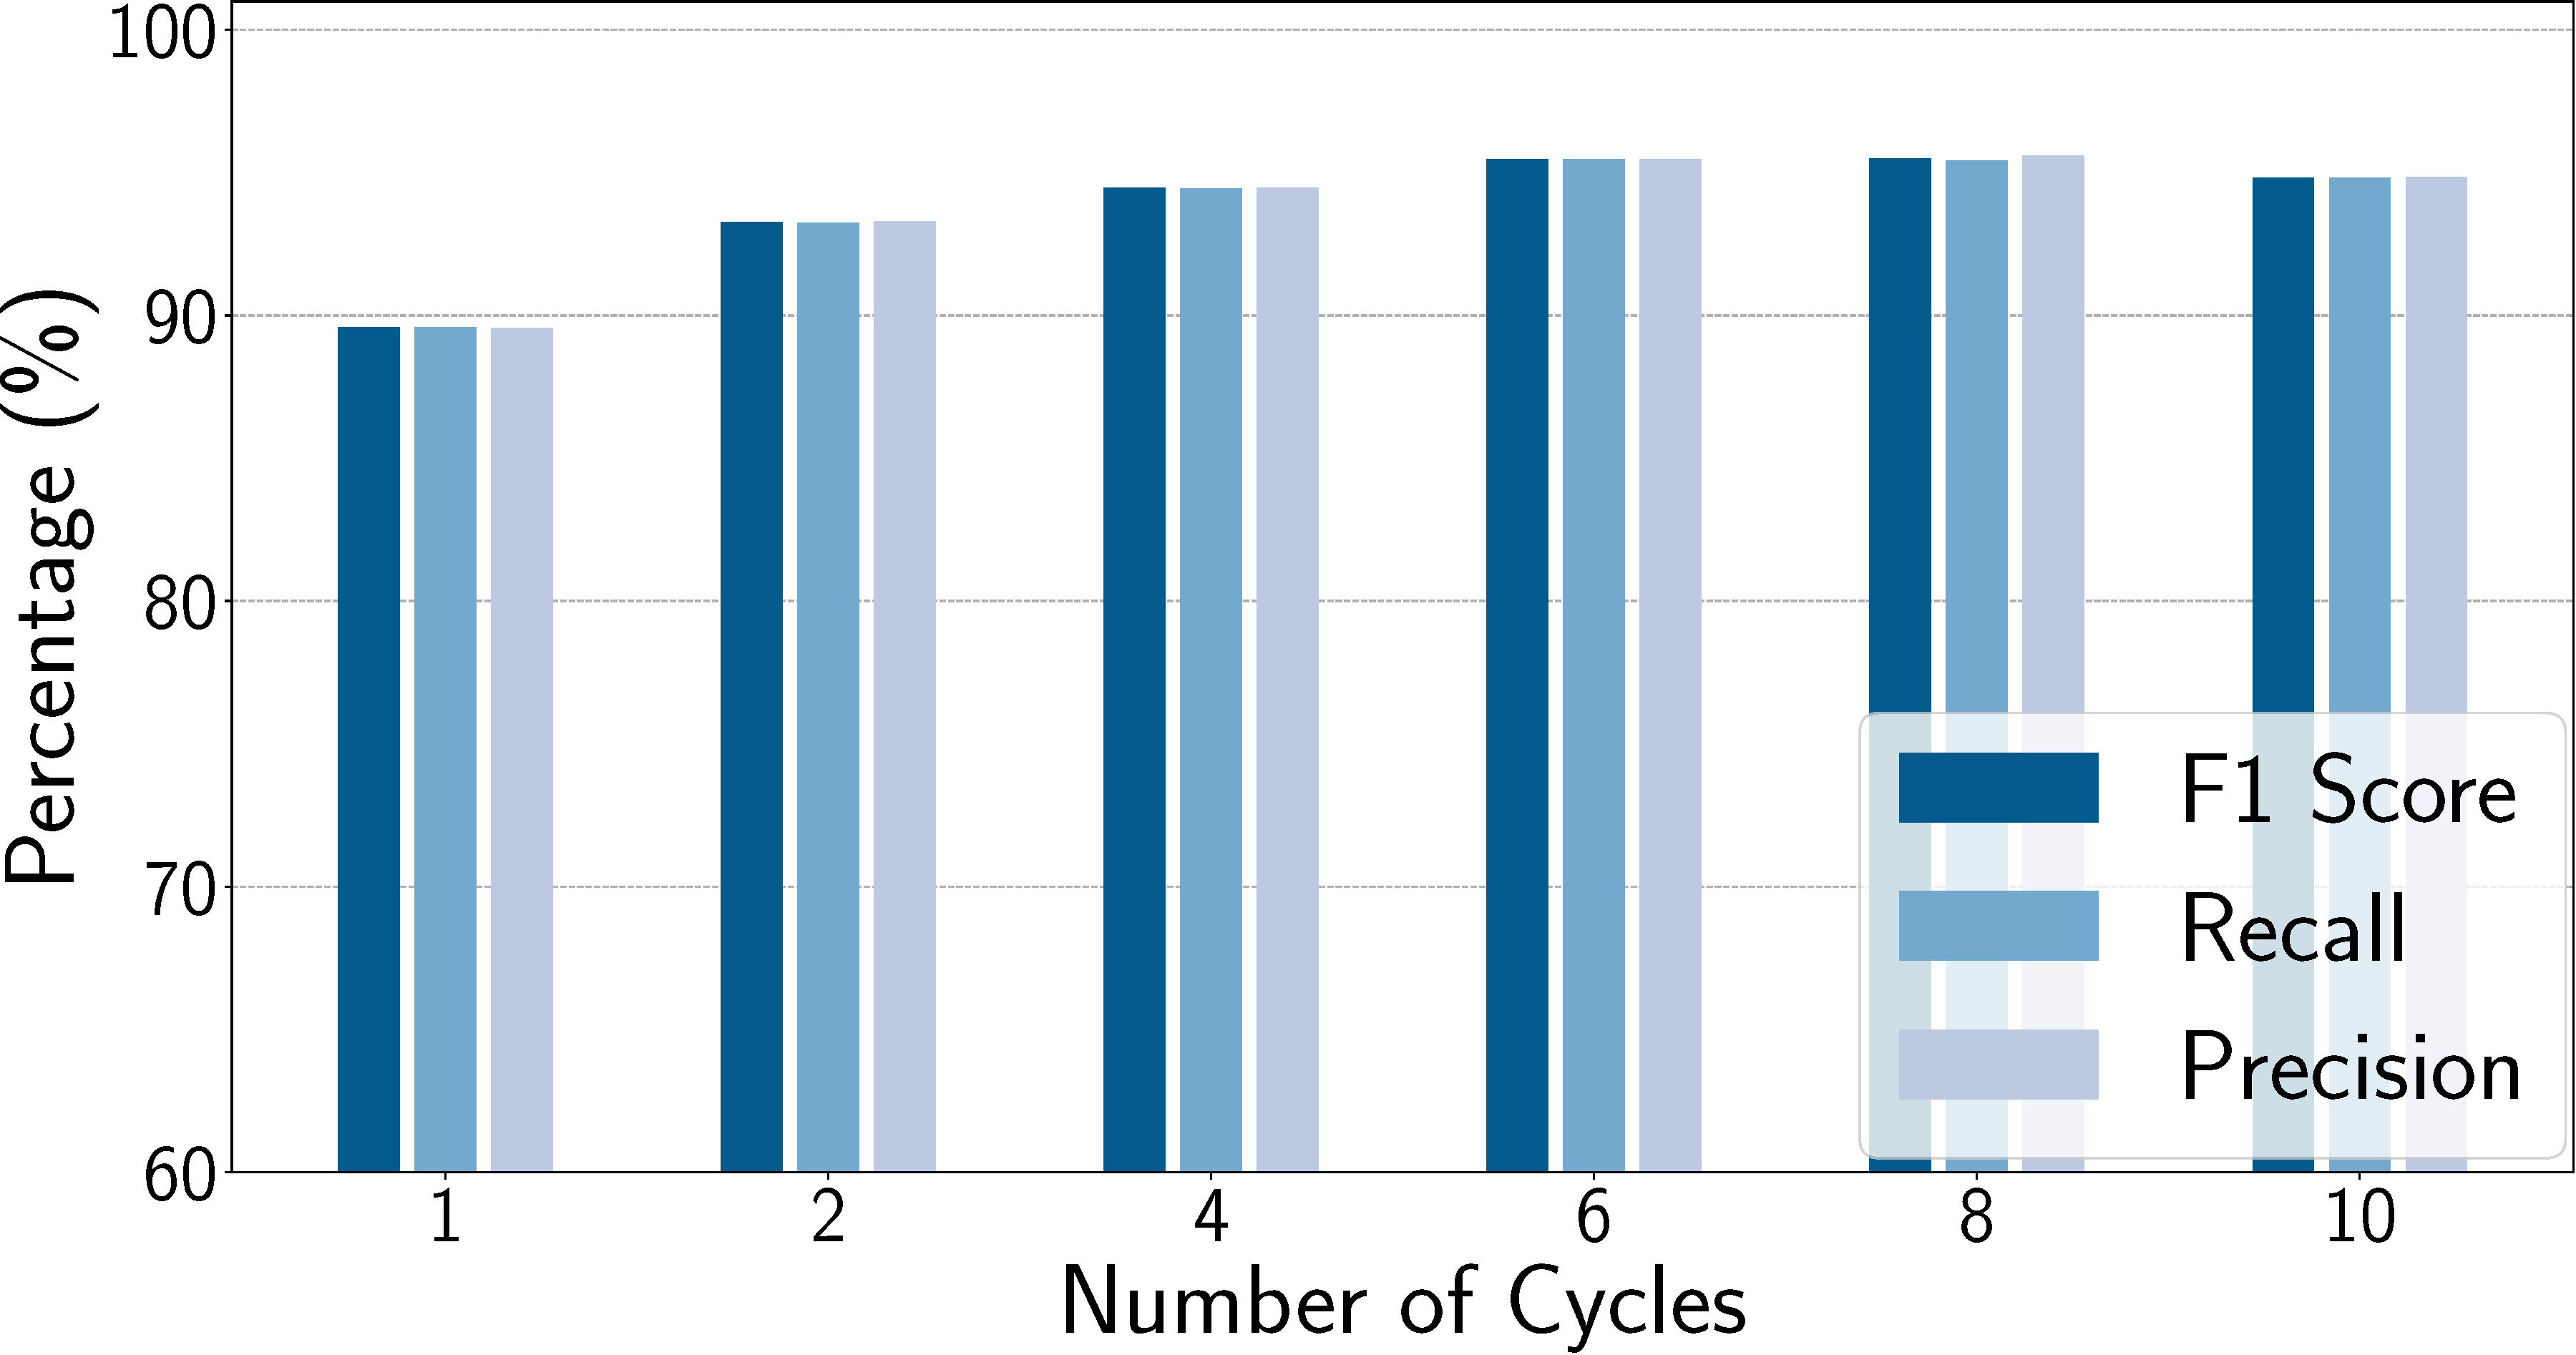 Percentage (%)
100
90
80
70
60
1 2 4 6 8 10
Number of Cycles
F1 Score
Recall
Precision